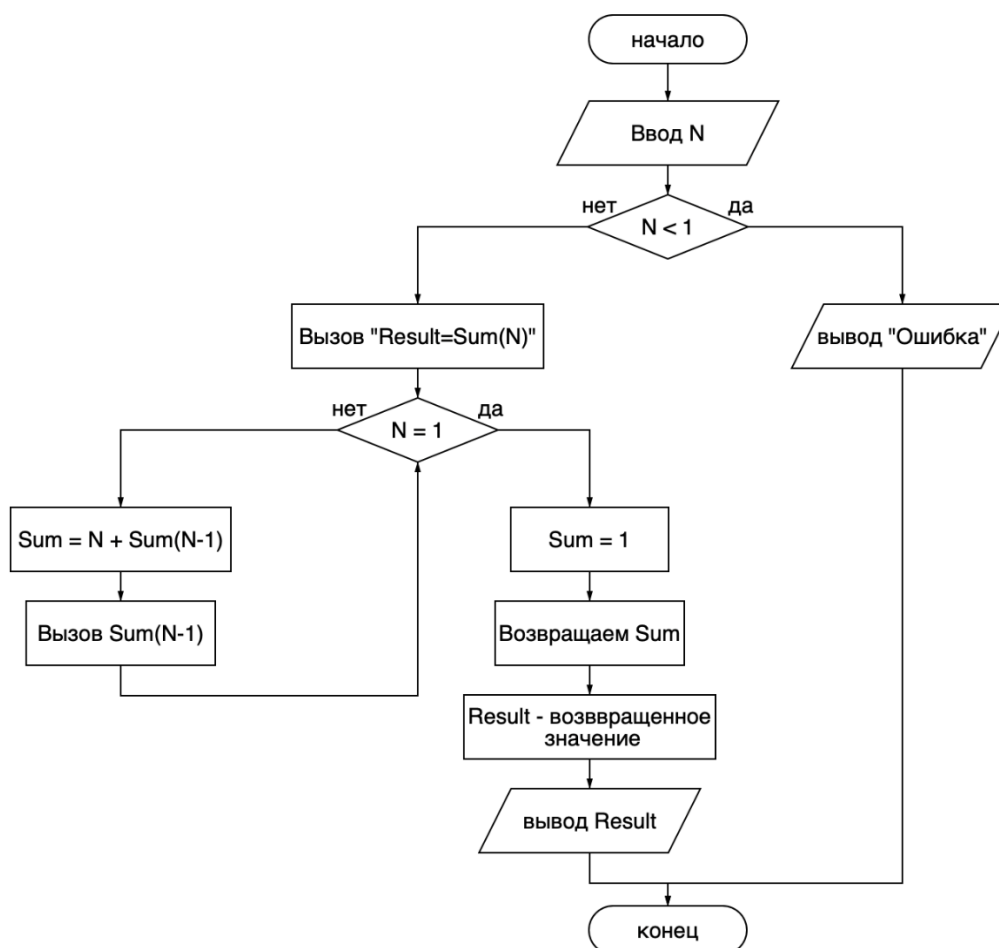 начало
Ввод N
нет
да
N < 1
Вызов "Result=Sum(N)"
вывод "Ошибка"
нет
да
N = 1
Sum = N + Sum(N-1)
Sum = 1
Вызов Sum(N-1)
Возвращаем Sum
Result - возввращенное
значение
вывод Result
конец